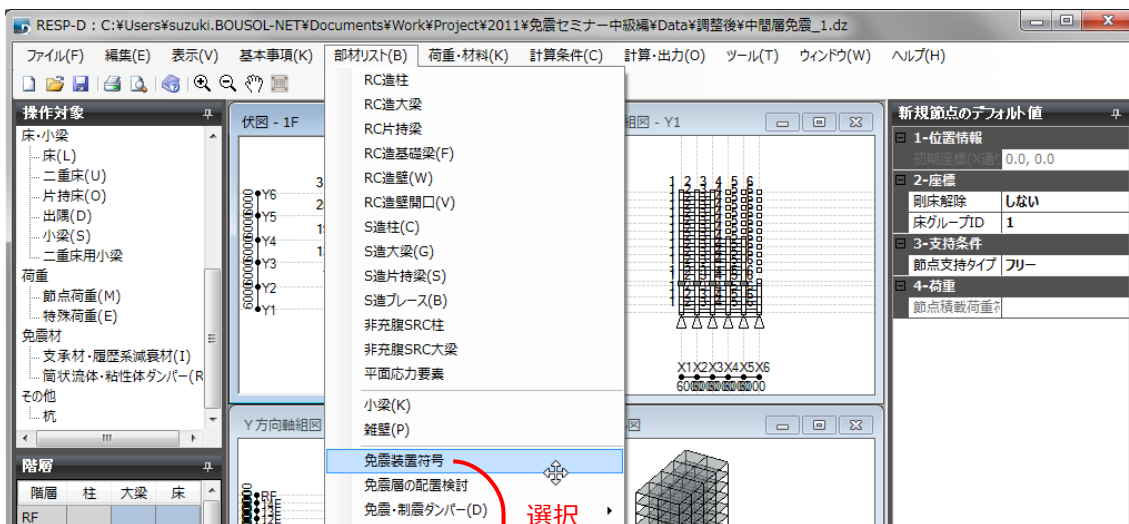 RESP-D : C:¥Users¥suzuki.BOUSOL-NET¥Documents¥Work¥Project¥2011¥免震セミナー中級編¥Data¥調整後¥中間層免震_1.dz
ファイル(F) 編集(E) 表示(V) 基本事項(K) 部材リスト(B) 荷重・材料(K) 計算条件(C) 計算・出力(O) ツール(T) ウィンドウ(W) ヘルプ(H)
操作対象
床・小梁
床(L)
二重床(U)
片持床(O)
出隅(D)
小梁(S)
二重床用小梁
荷重
節点荷重(M)
特殊荷重(E)
免震材
支承材・履歴系減衰材(I)
筒状流体・粘性体ダンパー(R
その他
杭
階層
階層 柱 大梁 床
RF
伏図 - 1F
Y6
Y5
Y4
Y3
Y2
Y1
Y方向軸組図
RF
RC造柱
RC造大梁
RC片持梁
RC造基礎梁(F)
RC造壁(W)
RC造壁開口(V)
S造柱(C)
S造大梁(G)
S造片持梁(S)
S造ブレース(B)
非充腹SRC柱
非充腹SRC大梁
平面応力要素
小梁(K)
雑壁(P)
免震装置符号
免震層の配置検討
免震・制震ダンパー(D)
選択
組図 - Y1
1 2 3 4 5 6
X1X2X3X4X5X6
図
新規節点のデフォルト値
1-位置情報
初期座標(X通 0.0, 0.0
2-座標
剛床解除 しない
床グループID 1
3-支持条件
節点支持タイプ フリー
4-荷重
節点積載荷重符